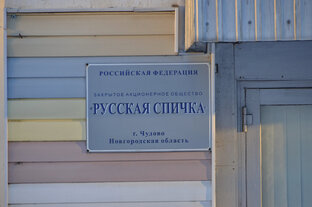 РОССИЙСКАЯ ФЕДЕРАЦИЯ
ЗАКРЫТОЕ АКЦИОНЕРНОЕ ОБЩЕСТВО
"РУССКАЯ СПИЧКА"
г. Чудово
Новгородская область